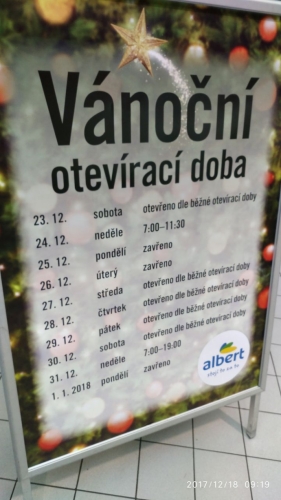 Vánoční
otevírací doba
23. 12. sobota otevřeno dle běžné otevírací doby
24. 12. neděle 7:00–11:30
25. 12. pondělí zavřeno
26. 12. úterý zavřeno
27. 12. středa otevřeno dle běžné otevírací doby
28. 12. čtvrtek otevřeno dle běžné otevírací doby
29. 12. pátek otevřeno dle běžné otevírací doby
30. 12. sobota otevřeno dle běžné otevírací doby
31. 12. neděle 7:00–19:00
1. 1. 2018 pondělí zavřeno
albert
2017/12/18 09:19